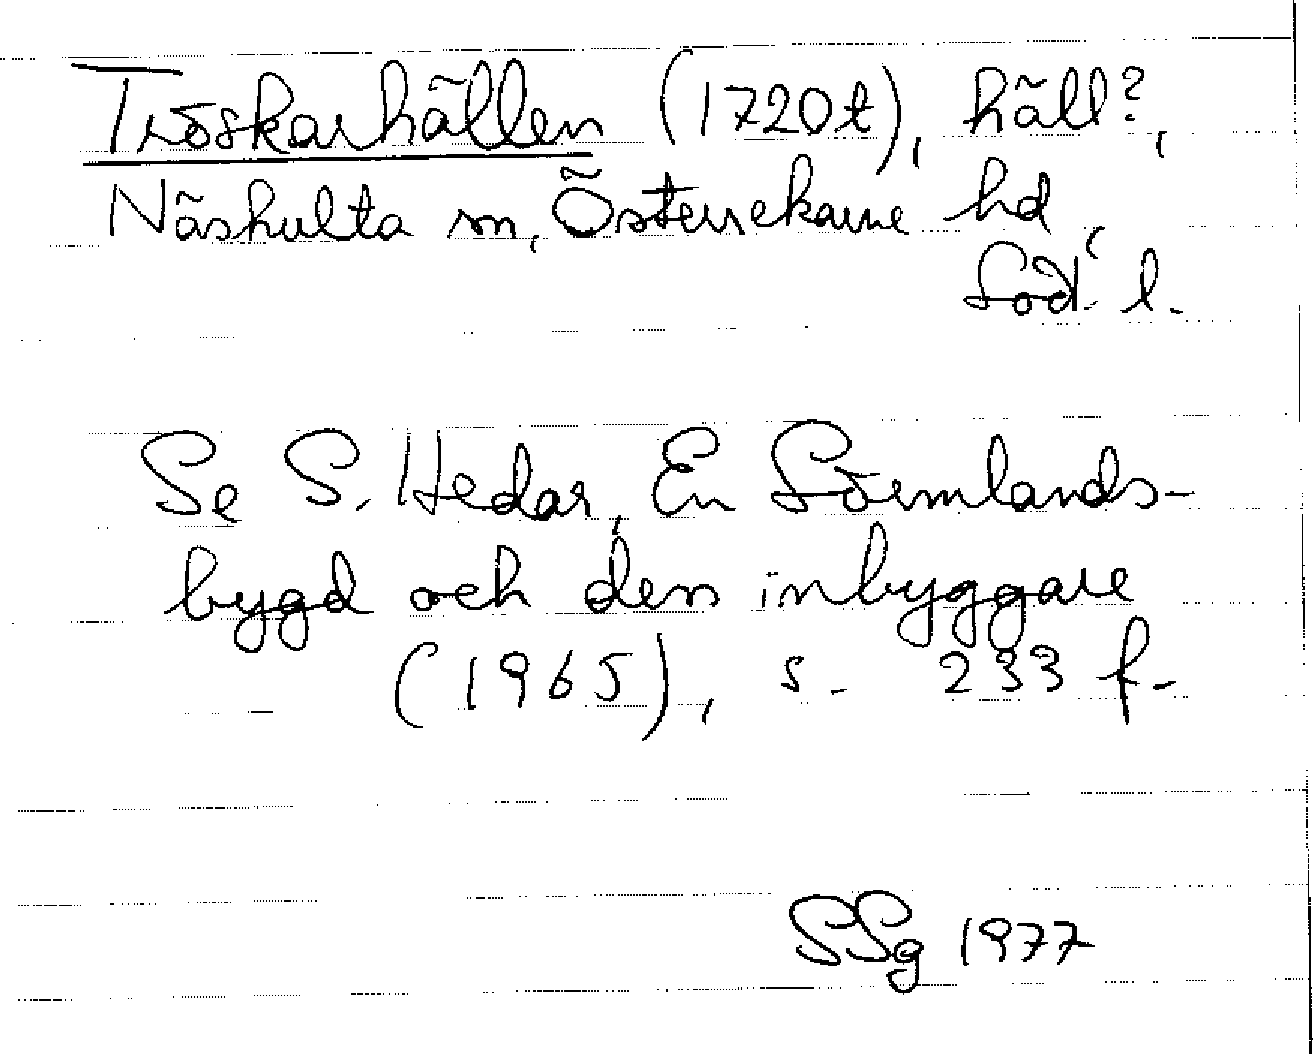 Tröskarhällen (1720t), häll?,
Näshulta sn, Österrekarne hd,
Söd. l.
Se S. Hedar, En Sörmlands-
bygd och dess inbyggare
(1965), s. 233 f.
SSg 1977